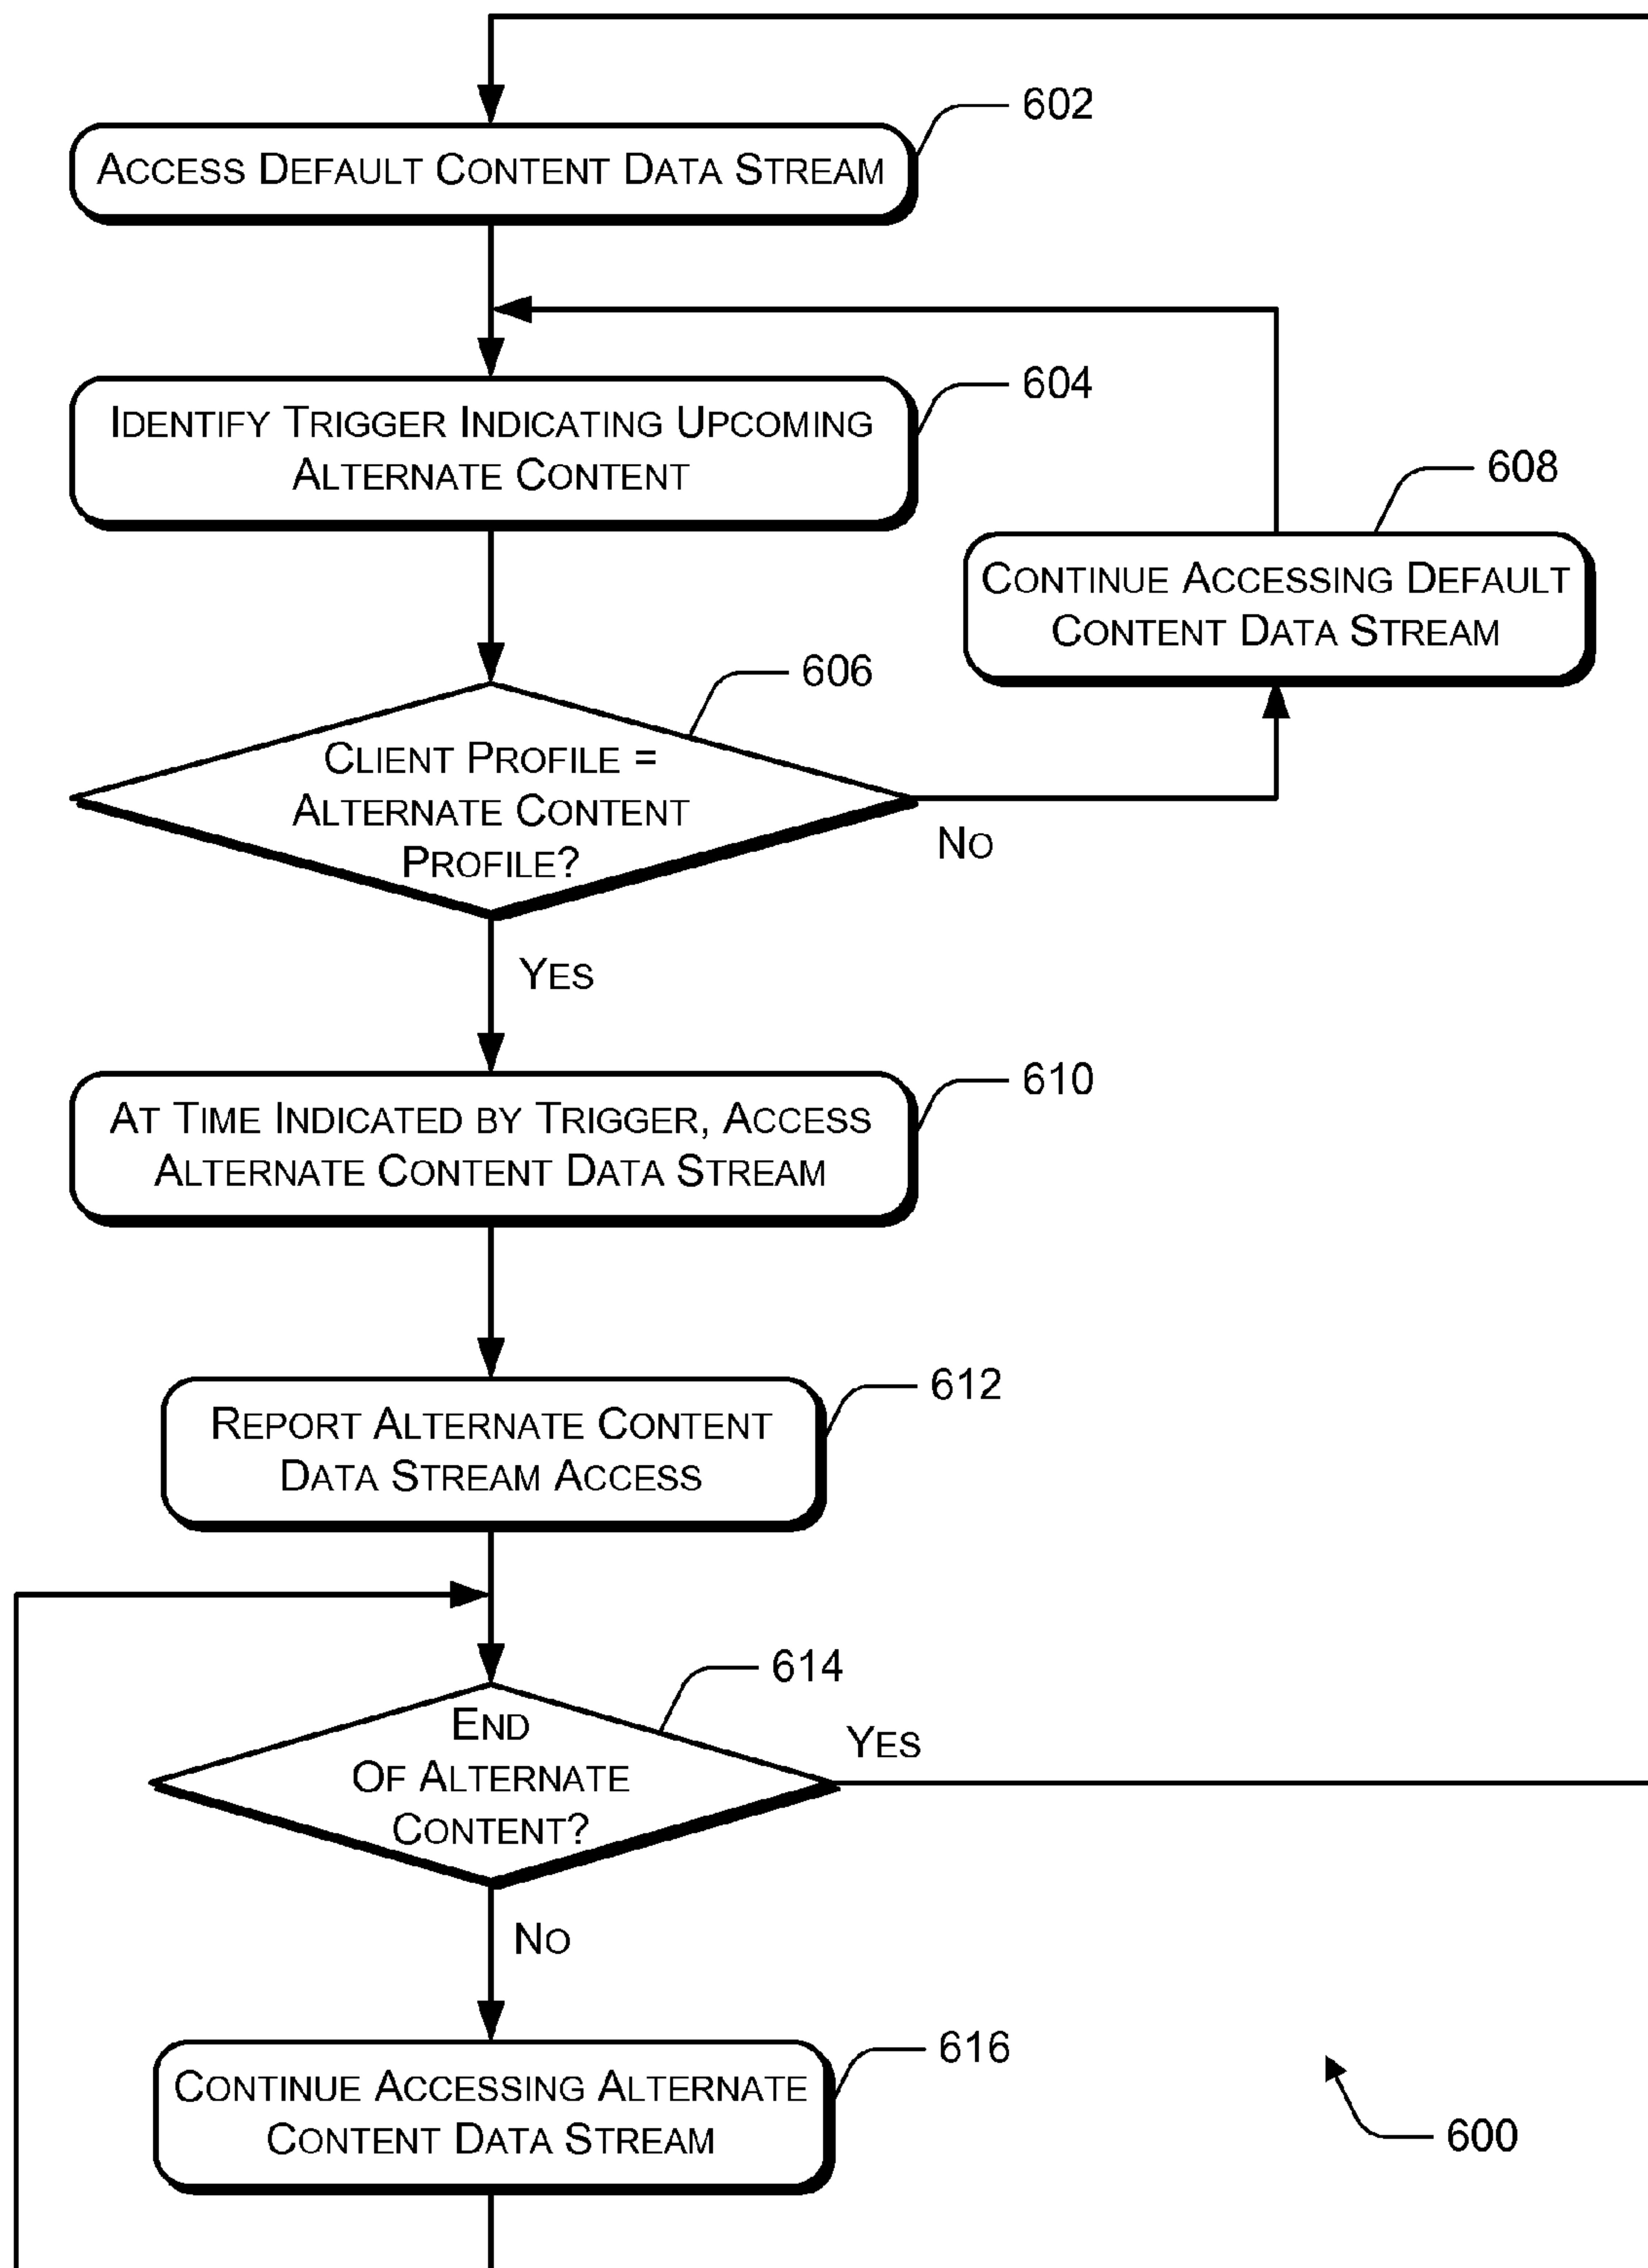 602
ACCESS DEFAULT CONTENT DATA STREAM
604
IDENTIFY TRIGGER INDICATING UPCOMING
ALTERNATE CONTENT
608
CONTINUE ACCESSING DEFAULT
CONTENT DATA STREAM
606
CLIENT PROFILE =
ALTERNATE CONTENT
PROFILE?
NO
YES
610
AT TIME INDICATED BY TRIGGER, ACCESS
ALTERNATE CONTENT DATA STREAM
612
REPORT ALTERNATE CONTENT
DATA STREAM ACCESS
614
END
OF ALTERNATE
CONTENT?
YES
NO
616
CONTINUE ACCESSING ALTERNATE
CONTENT DATA STREAM
600